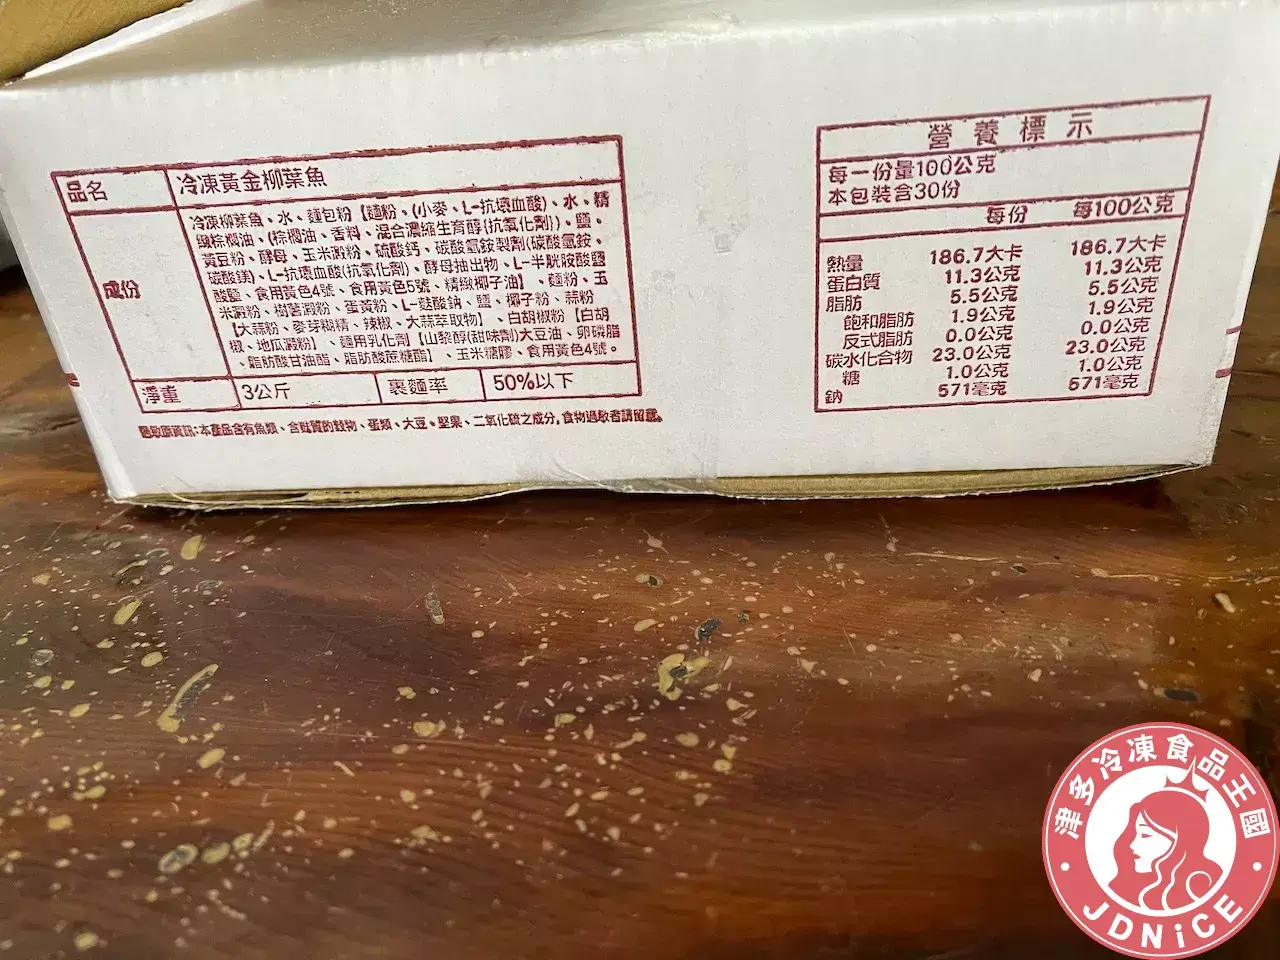 品名 冷凍黃金柳葉魚
成份
冷凍柳葉魚、水、麵包粉【麵粉、(小麥、L-抗壞血酸)、水、精
緻棕櫚油、(棕櫚油、香料、混合濃縮生育醇(抗氧化劑))、鹽、
黃豆粉、酵母、玉米澱粉、硫酸鈣、碳酸氫銨製劑(碳酸氫銨、
碳酸鎂)、L-抗壞血酸(抗氧化劑)、酵母抽出物、L-半胱胺酸鹽
酸鹽、食用黃色4號、食用黃色5號、精緻椰子油】、麵粉、玉
米澱粉、樹薯澱粉、蛋黃粉、L-麩酸鈉、鹽、椰子粉、蒜粉
【大蒜粉、麥芽糊精、辣椒、大蒜萃取物】、白胡椒粉【白胡
椒、地瓜澱粉】、麵用乳化劑【山梨醇(甜味劑)大豆油、卵磷脂
、脂肪酸甘油酯、脂肪酸蔗糖酯】、玉米糖膠、食用黃色4號。
淨重 3公斤 裹麵率 50%以下
過敏原資訊:本產品含有魚類、含麩質的穀物、蛋類、大豆、堅果、二氧化硫之成分,食物過敏者請留意。
營養標示
每一份量100公克
本包裝含30份
每份 每100公克
熱量 186.7大卡 186.7大卡
蛋白質 11.3公克 11.3公克
脂肪 5.5公克 5.5公克
飽和脂肪 1.9公克 1.9公克
反式脂肪 0.0公克 0.0公克
碳水化合物 23.0公克 23.0公克
糖 1.0公克 1.0公克
鈉 571毫克 571毫克
津多冷凍食品王國
JDNiCE